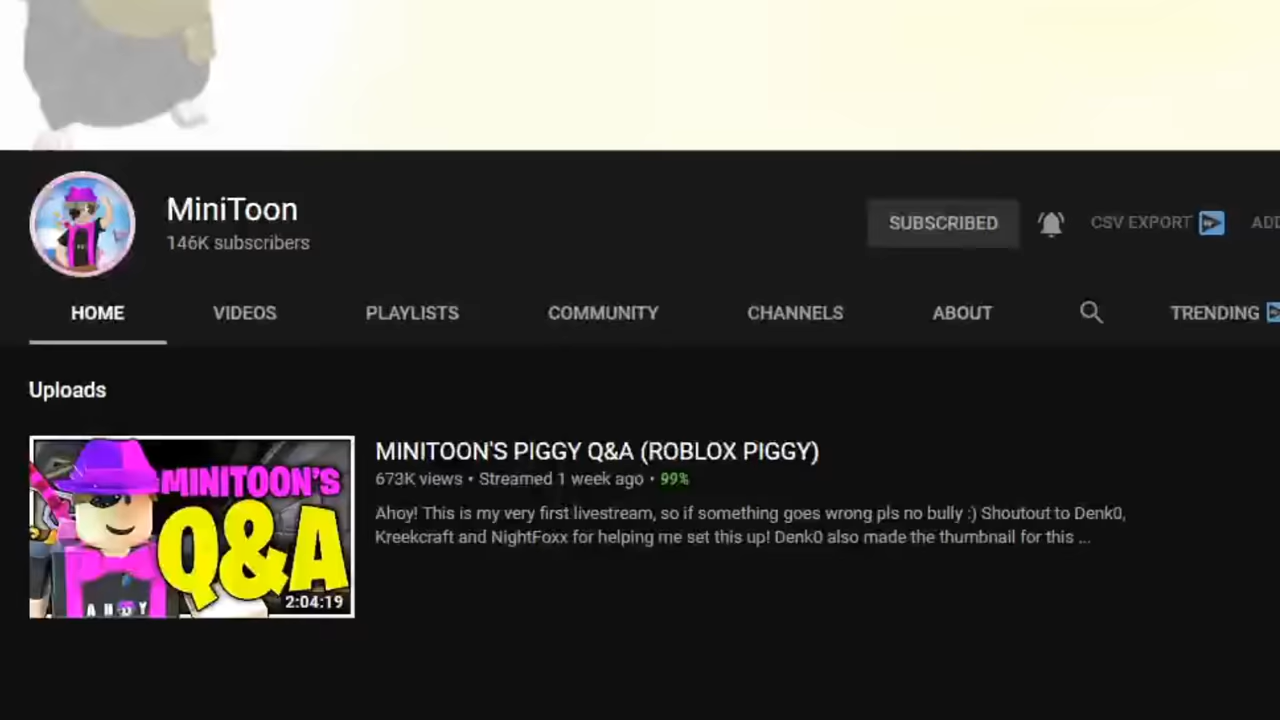 MiniToon
146K subscribers
SUBSCRIBED
CSV EXPORT
HOME
VIDEOS
PLAYLISTS
COMMUNITY
CHANNELS
ABOUT
TRENDING
Uploads
MINITOON'S
Q&A
AHOY
2:04:19
MINITOON'S PIGGY Q&A (ROBLOX PIGGY)
673K views • Streamed 1 week ago • 99%
Ahoy! This is my very first livestream, so if something goes wrong pls no bully :) Shoutout to Denk0,
Kreekcraft and NightFoxx for helping me set this up! Denk0 also made the thumbnail for this ...